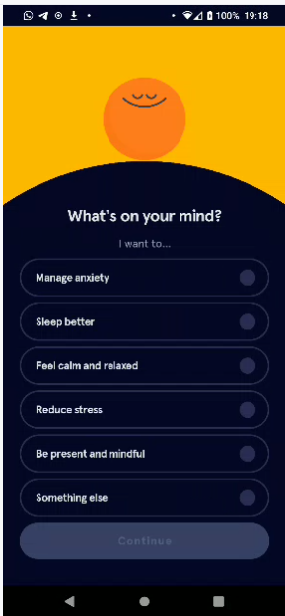 100% 19:18
What's on your mind?
I want to...
Manage anxiety
Sleep better
Feel calm and relaxed
Reduce stress
Be present and mindful
Something else
Continue